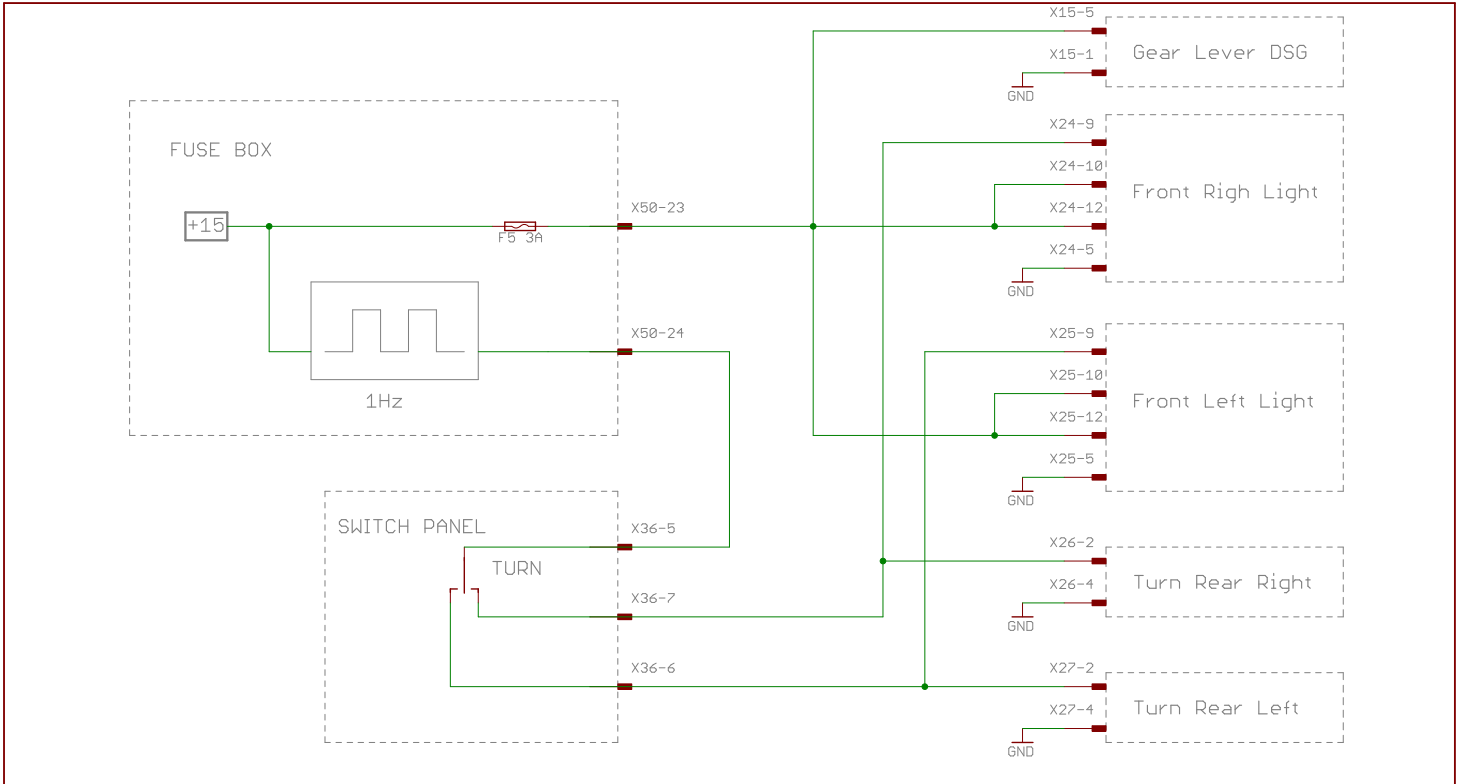 X15-5
X15-1
Gear Lever DSG
GND
FUSE BOX
+15
F5 3A
X50-23
X24-9
X24-10
X24-12
X24-5
Front Righ Light
GND
1Hz
X50-24
X25-9
X25-10
X25-12
X25-5
Front Left Light
GND
SWITCH PANEL
TURN
X36-5
X36-7
X36-6
X26-2
X26-4
Turn Rear Right
GND
X27-2
X27-4
Turn Rear Left
GND